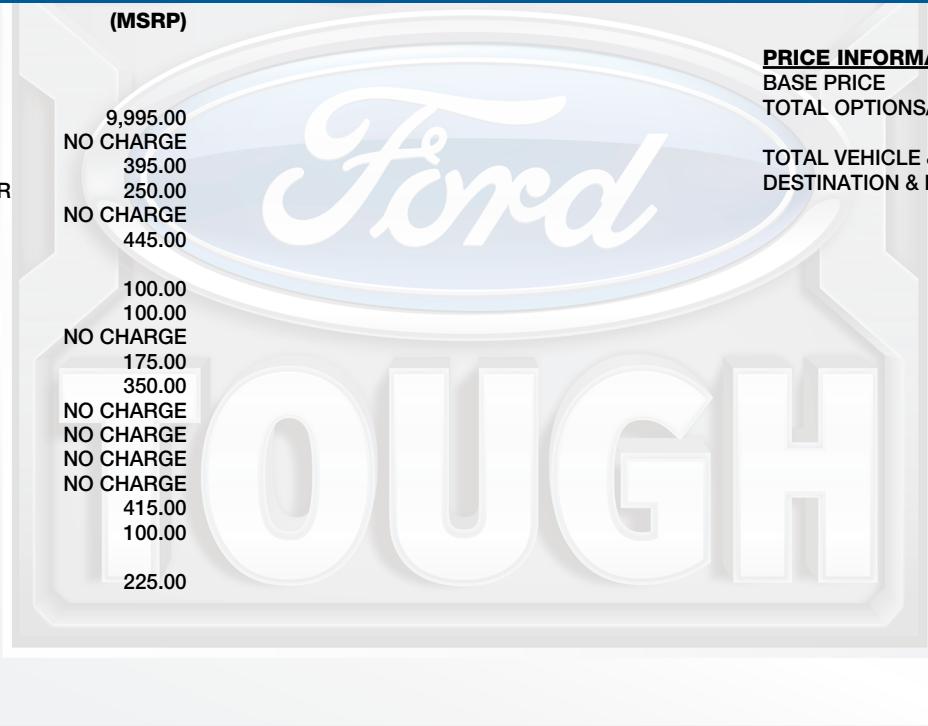 (MSRP)
9,995.00
NO CHARGE
395.00
R 250.00
NO CHARGE
445.00
100.00
100.00
NO CHARGE
175.00
350.00
NO CHARGE
NO CHARGE
NO CHARGE
NO CHARGE
415.00
100.00
225.00
PRICE INFORMA
BASE PRICE
TOTAL OPTIONS/
TOTAL VEHICLE &
DESTINATION &
Ford
TOUGH